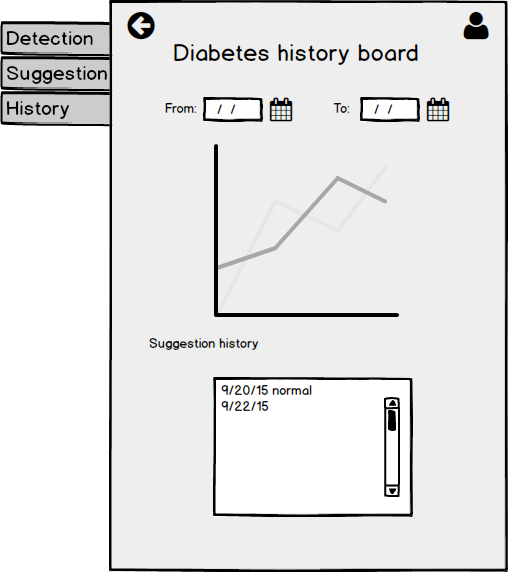 Detection
Suggestion
History
Diabetes history board
From: / / To: / /
Suggestion history
9/20/15 normal
9/22/15